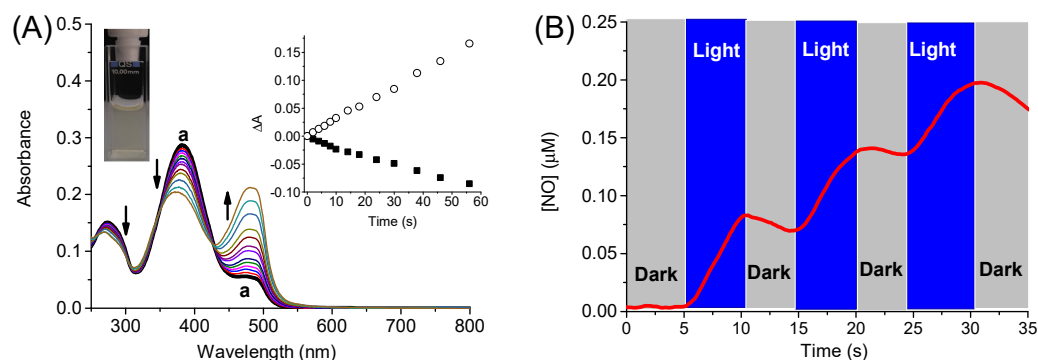 (A)
0.5
0.4
0.3
0.2
0.1
0.0
Absorbance
300 400 500 600 700 800
Wavelength (nm)
QS
10,00mm
a
a
0.15
0.10
0.05
0.00
-0.05
-0.10
ΔA
0 10 20 30 40 50 60
Time (s)
(B)
0.25
0.20
0.15
0.10
0.05
0.00
[NO] (μM)
Light Light Light
Dark Dark Dark Dark
0 5 10 15 20 25 30 35
Time (s)